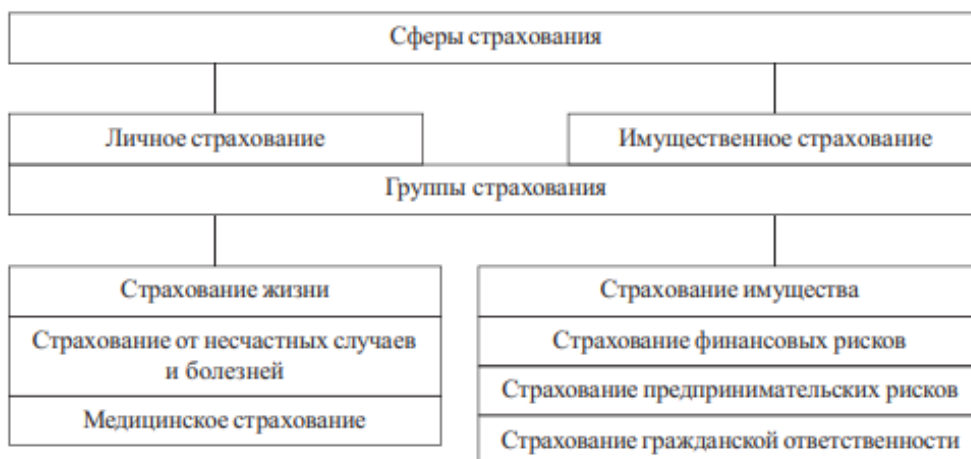 Сферы страхования
Личное страхование
Имущественное страхование
Группы страхования
Страхование жизни
Страхование от несчастных случаев
и болезней
Медицинское страхование
Страхование имущества
Страхование финансовых рисков
Страхование предпринимательских рисков
Страхование гражданской ответственности